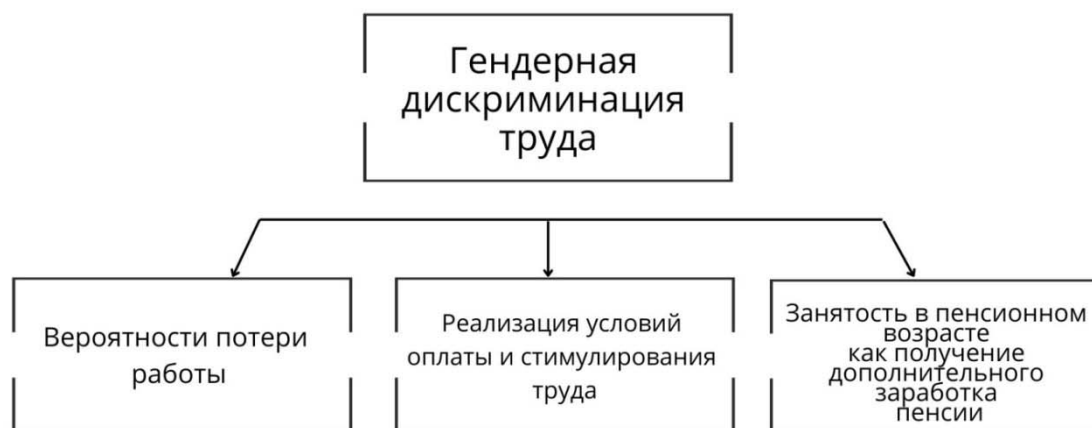 Гендерная
дискриминация
труда
Вероятности потери
работы
Реализация условий
оплаты и стимулирования
труда
Занятость в пенсионном
возрасте
как получение
дополнительного
заработка
пенсии